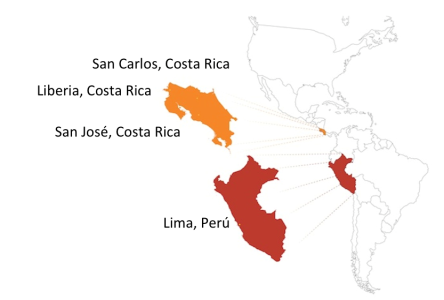 San Carlos, Costa Rica
Liberia, Costa Rica
San José, Costa Rica
Lima, Perú